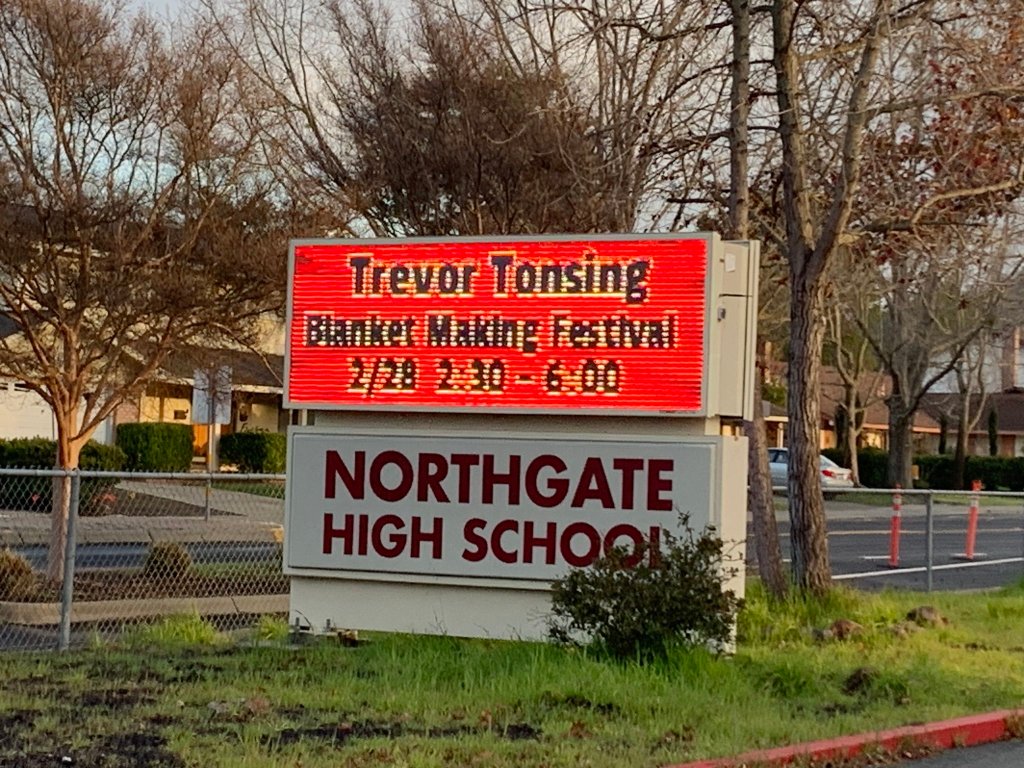 Trevor Tonsing
Blanket Making Festival
2/28 2:30 - 6:00
NORTHGATE
HIGH SCHOOL